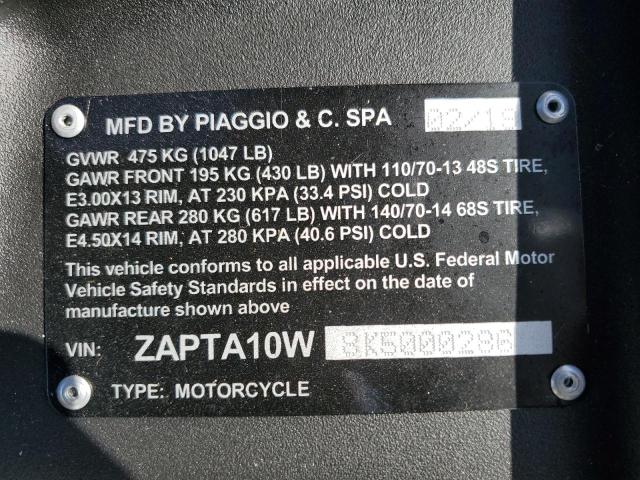 MFD BY PIAGGIO & C. SPA
GVWR 475 KG (1047 LB)
GAWR FRONT 195 KG (430 LB) WITH 110/70-13 48S TIRE,
E3.00X13 RIM, AT 230 KPA (33.4 PSI) COLD
GAWR REAR 280 KG (617 LB) WITH 140/70-14 68S TIRE,
E4.50X14 RIM, AT 280 KPA (40.6 PSI) COLD
This vehicle conforms to all applicable U.S. Federal Motor
Vehicle Safety Standards in effect on the date of
manufacture shown above
VIN: ZAPTA10W
TYPE: MOTORCYCLE